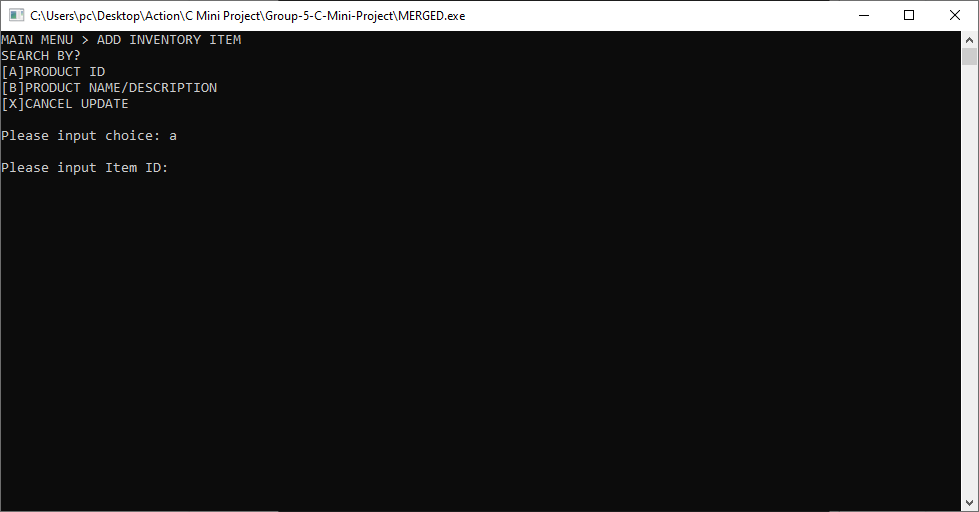 C:\Users\pc\Desktop\Action\C Mini Project\Group-5-C-Mini-Project\MERGED.exe
MAIN MENU > ADD INVENTORY ITEM
SEARCH BY?
[A]PRODUCT ID
[B]PRODUCT NAME/DESCRIPTION
[X]CANCEL UPDATE
Please input choice: a
Please input Item ID: